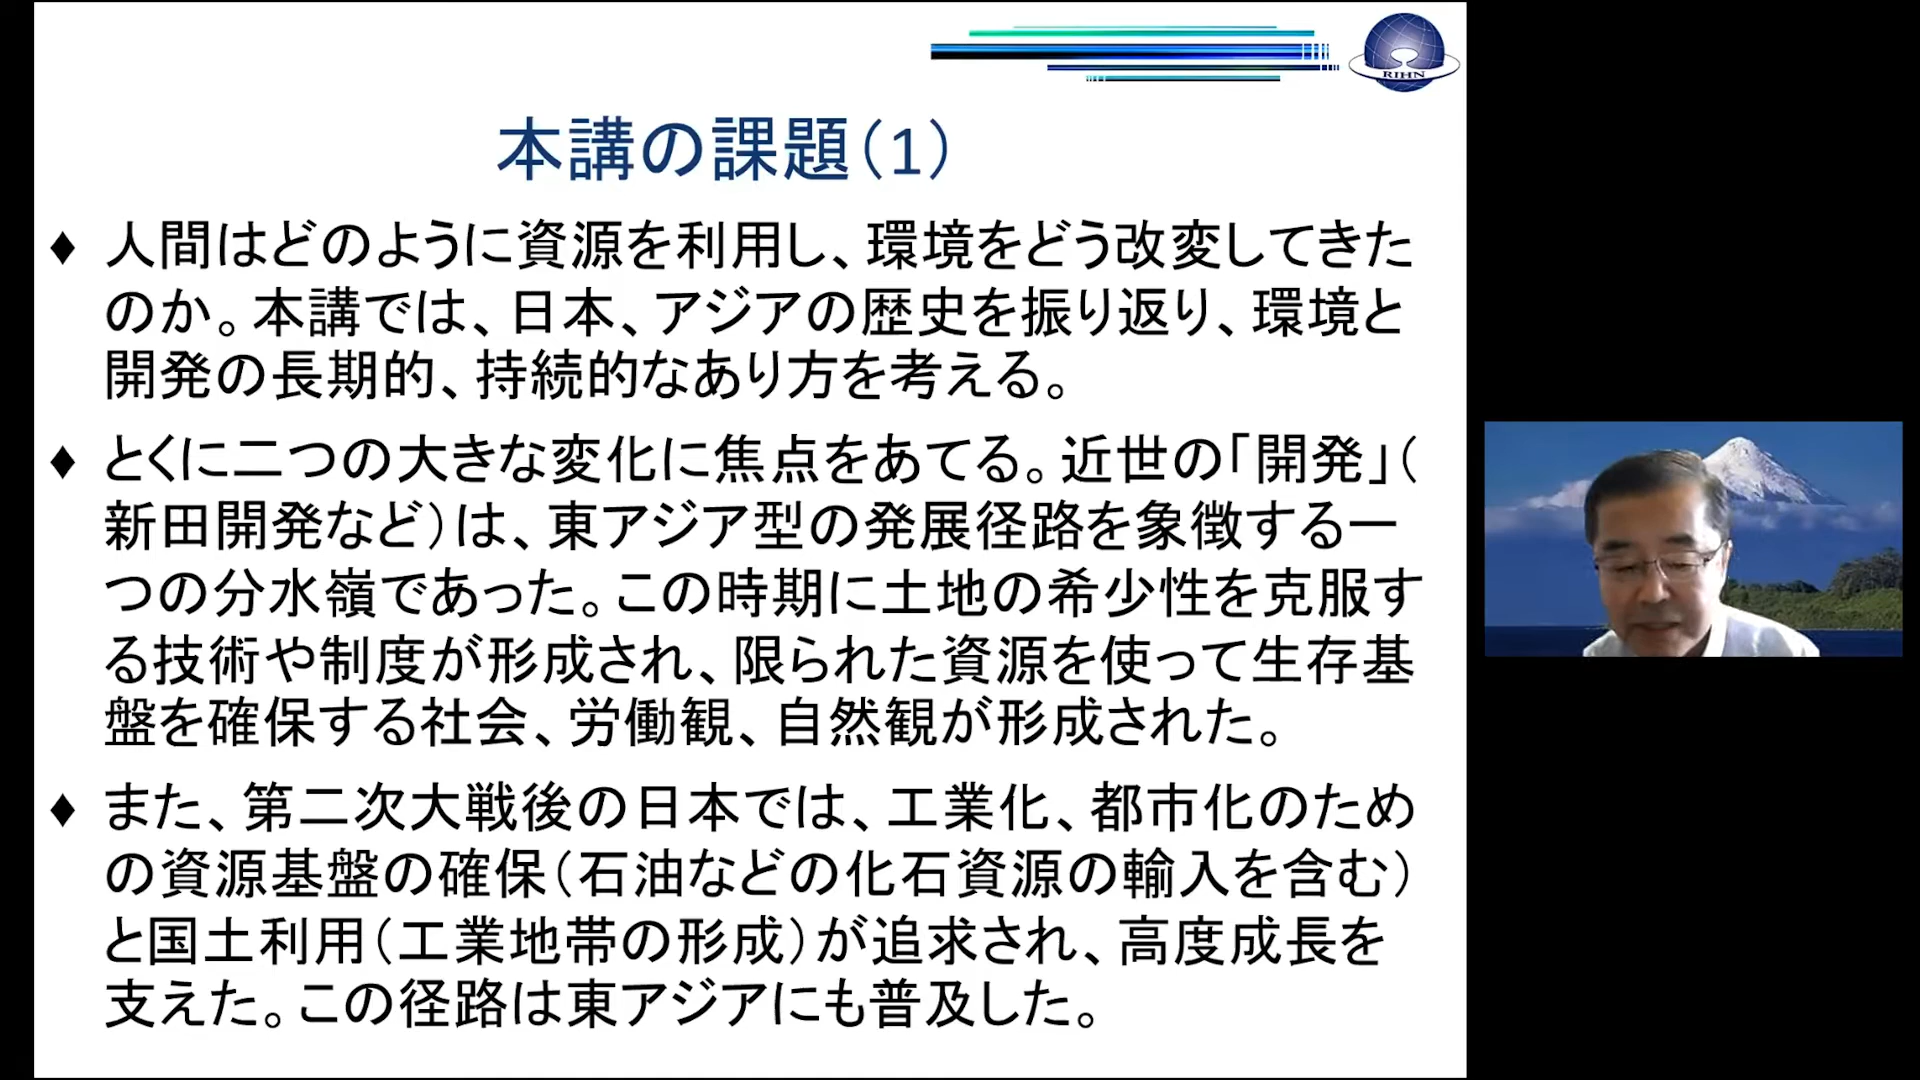 RIHN
本講の課題(1)
♦ 人間はどのように資源を利用し、環境をどう改変してきた
のか。本講では、日本、アジアの歴史を振り返り、環境と
開発の長期的、持続的なあり方を考える。
♦ とくに二つの大きな変化に焦点をあてる。近世の「開発」(
新田開発など)は、東アジア型の発展径路を象徴する一
つの分水嶺であった。この時期に土地の希少性を克服す
る技術や制度が形成され、限られた資源を使って生存基
盤を確保する社会、労働観、自然観が形成された。
♦ また、第二次大戦後の日本では、工業化、都市化のため
の資源基盤の確保(石油などの化石資源の輸入を含む)
と国土利用(工業地帯の形成)が追求され、高度成長を
支えた。この径路は東アジアにも普及した。